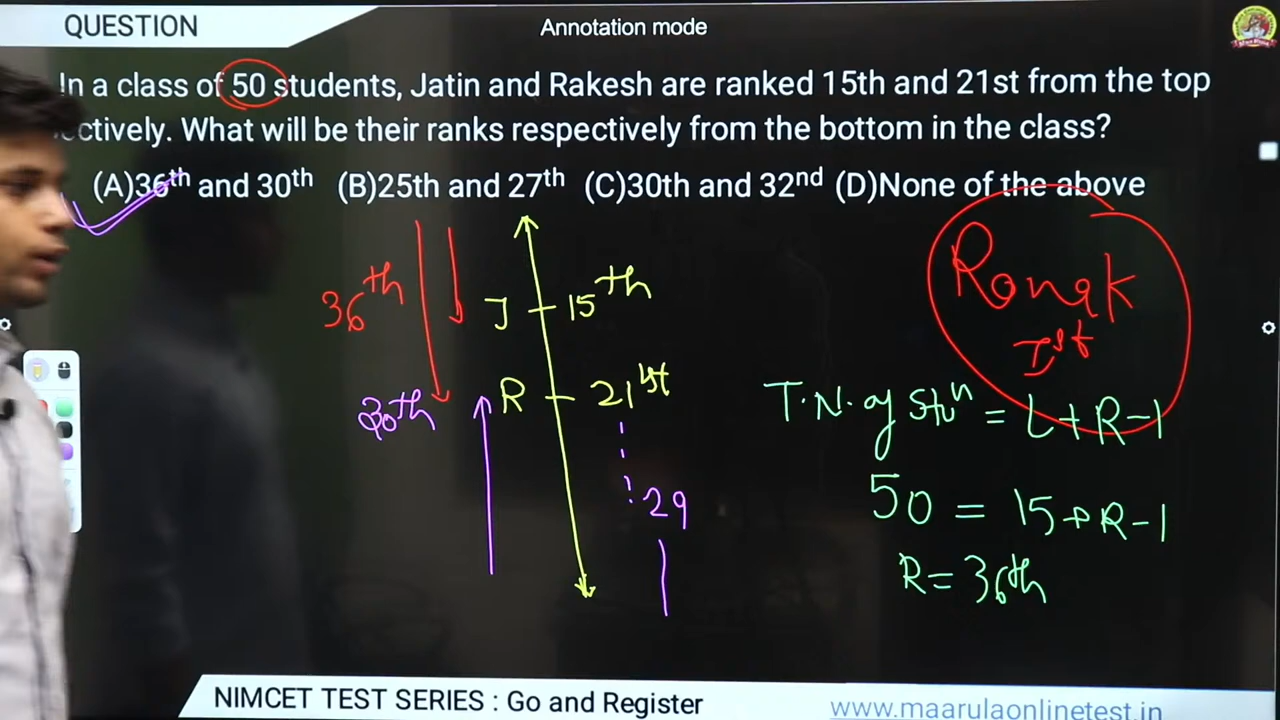 QUESTION
Annotation mode
In a class of 50 students, Jatin and Rakesh are ranked 15th and 21st from the top
ectively. What will be their ranks respectively from the bottom in the class?
(A)36th and 30th (B)25th and 27th (C)30th and 32nd (D)None of the above
Ronak
Ist
36th
J 15th
30th
R 21st
29
T.N. of Stun = L+R-1
50 = 15+R-1
R= 36th
NIMCET TEST SERIES : Go and Register
www.maarulaonlinetest.in